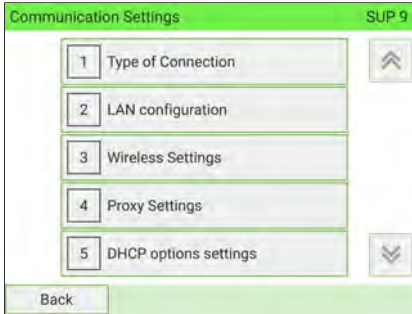 Communication Settings SUP 9
1 Type of Connection
2 LAN configuration
3 Wireless Settings
4 Proxy Settings
5 DHCP options settings
Back